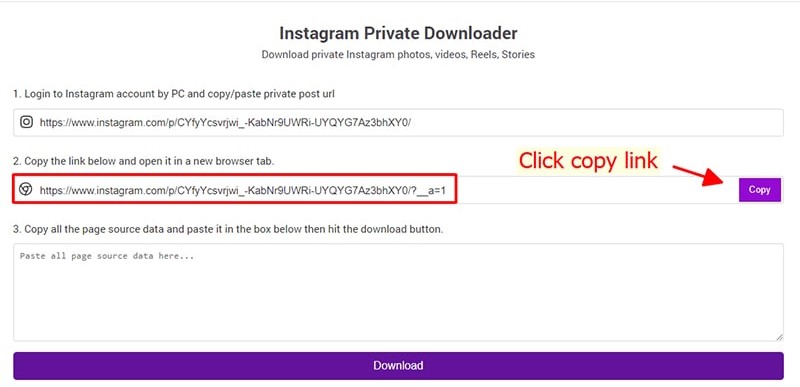 Instagram Private Downloader
Download private Instagram photos, videos, Reels, Stories
1. Login to Instagram account by PC and copy/paste private post url
https://www.instagram.com/p/CYfyYcsvrjwi_-KabNr9UWRi-UYQYG7Az3bhXY0/
2. Copy the link below and open it in a new browser tab.
Click copy link
https://www.instagram.com/p/CYfyYcsvrjwi_-KabNr9UWRi-UYQYG7Az3bhXY0/?__a=1
Copy
3. Copy all the page source data and paste it in the box below then hit the download button.
Paste all page source data here...
Download